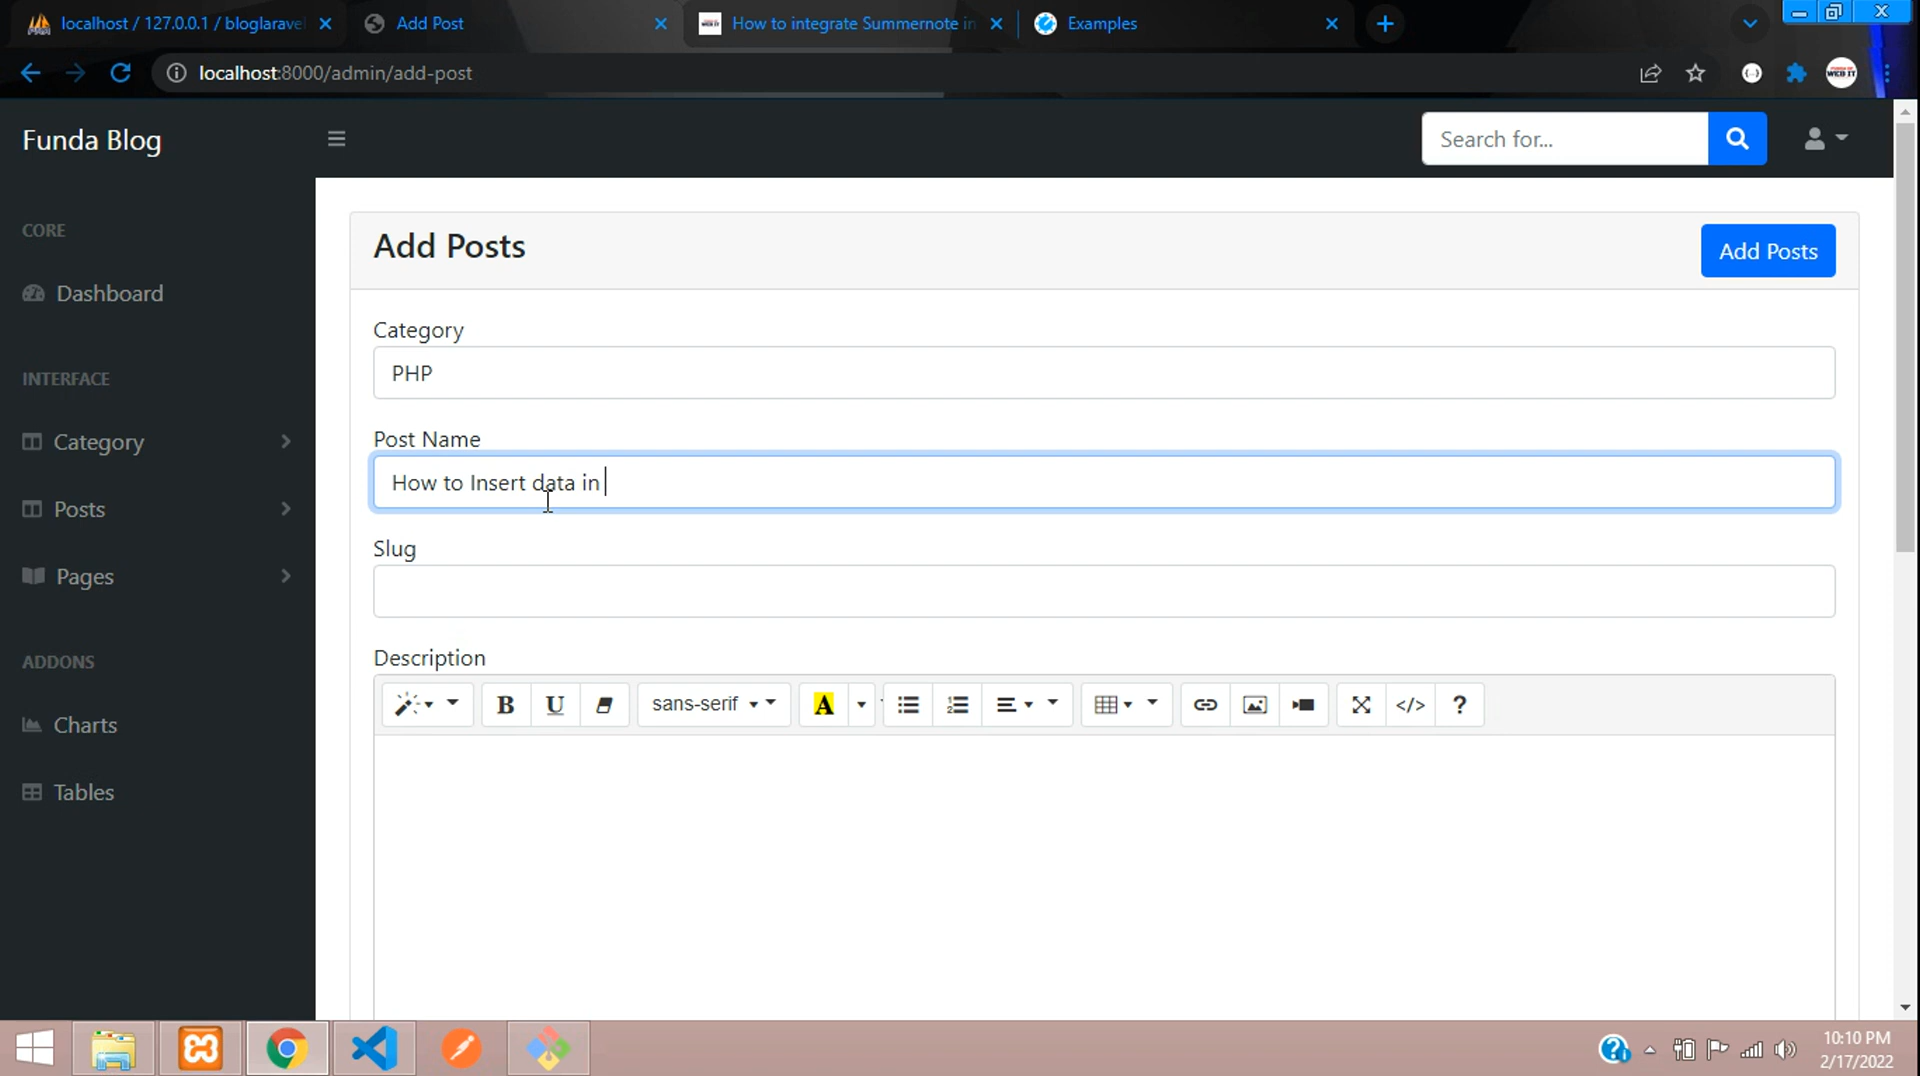 localhost / 127.0.0.1 / bloglaravel
Add Post
How to integrate Summernote in
Examples
localhost:8000/admin/add-post
WEB IT
Funda Blog
Search for...
CORE
Dashboard
INTERFACE
Category
Posts
Pages
ADDONS
Charts
Tables
Add Posts
Add Posts
Category
PHP
Post Name
How to Insert data in
Slug
Description
B
U
sans-serif
A
</>
?
10:10 PM
2/17/2022